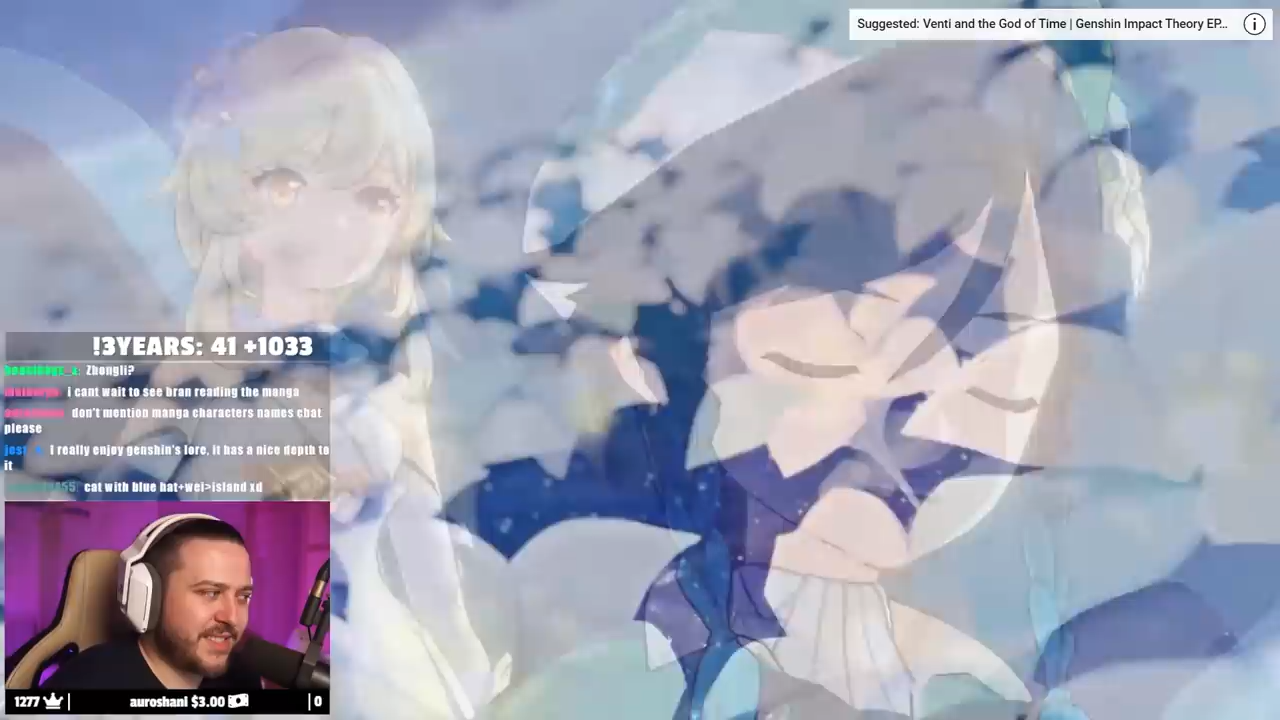 Suggested: Venti and the God of Time | Genshin Impact Theory EP...
!3YEARS: 41 +1033
Zhongli?
i cant wait to see bran reading the manga
don't mention manga characters names chat
please
I really enjoy genshin's lore, it has a nice depth to
it
cat with blue hat+wei>island xd
1277 | auroshani $3.00 | 0